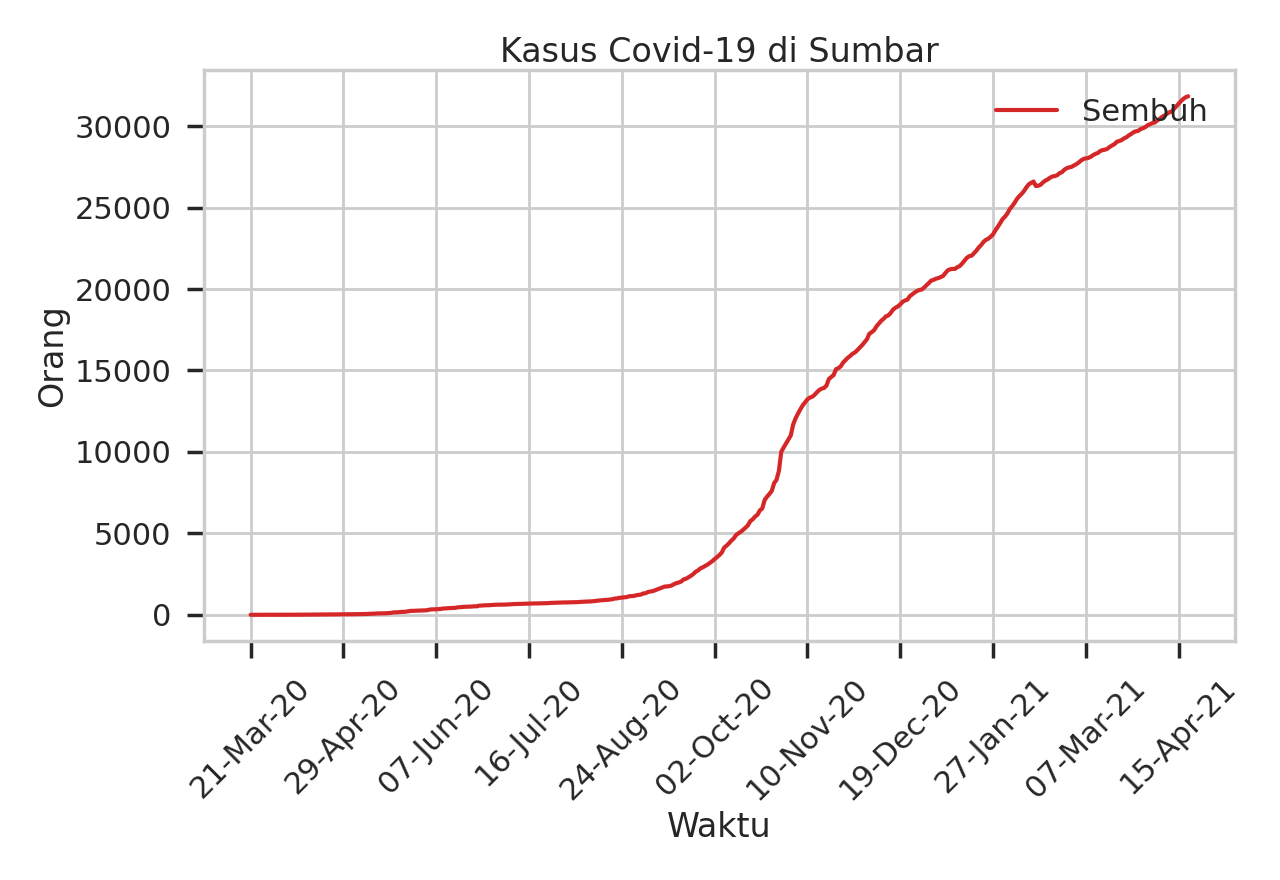 Kasus Covid-19 di Sumbar
Sembuh
Orang
30000
25000
20000
15000
10000
5000
0
21-Mar-20
29-Apr-20
07-Jun-20
16-Jul-20
24-Aug-20
02-Oct-20
10-Nov-20
19-Dec-20
27-Jan-21
07-Mar-21
15-Apr-21
Waktu